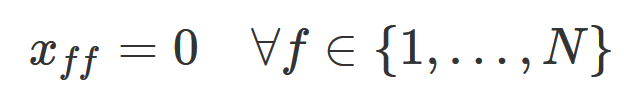 x_{ff} = 0 ∀f ∈ {1, . . . , N}